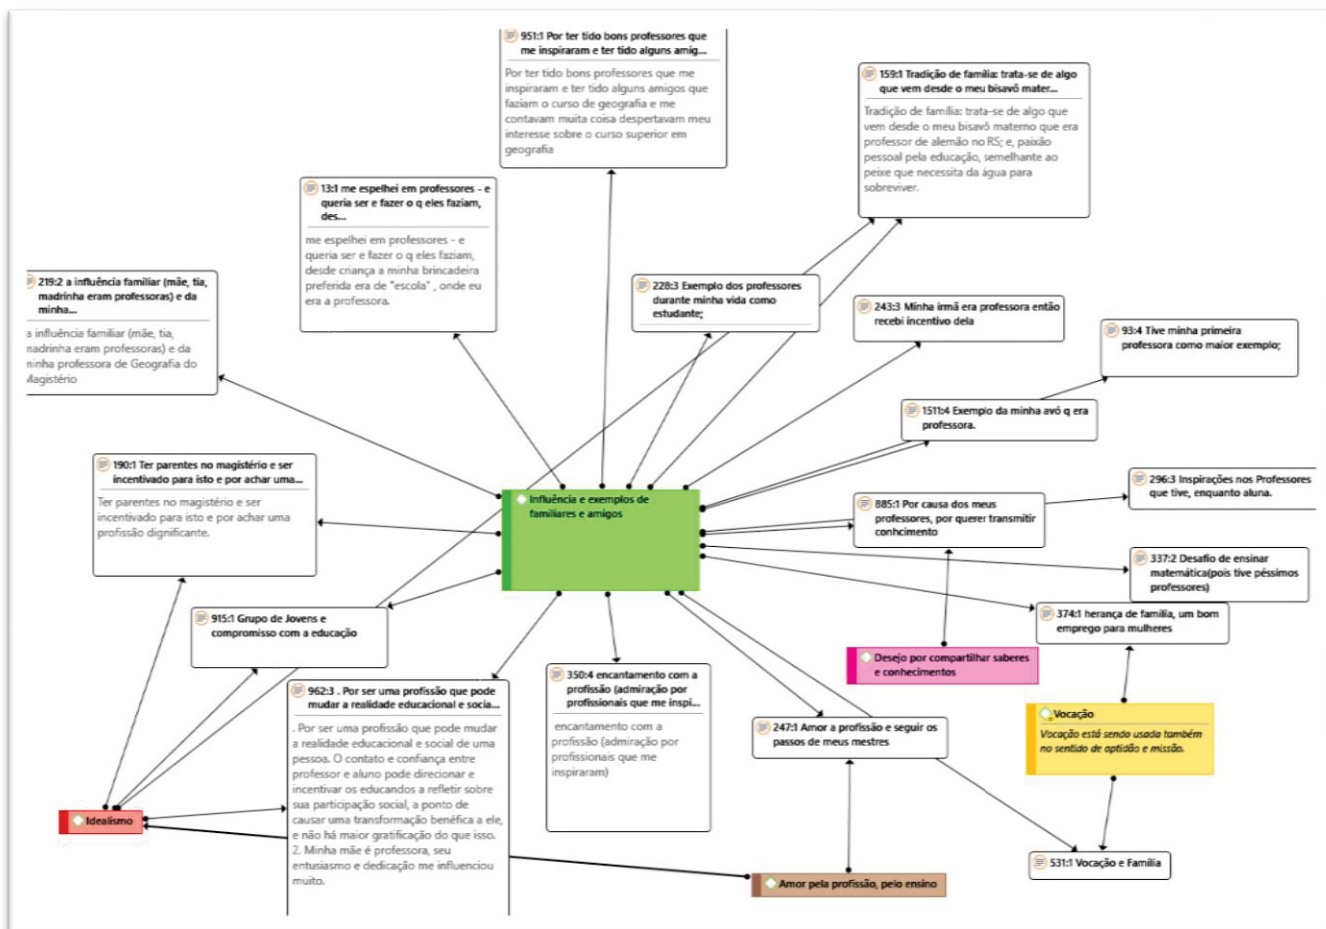 951:1 Por ter tido bons professores que
me inspiraram e ter tido alguns amig...
Por ter tido bons professores que me
inspiraram e ter tido alguns amigos que
faziam o curso de geografia e me
contavam muita coisa despertavam meu
interesse sobre o curso superior em
geografia
159:1 Tradição de família: trata-se de algo
que vem desde o meu bisavô mater...
Tradição de família: trata-se de algo que
vem desde o meu bisavô materno que era
professor de alemão no RS; e, paixão
pessoal pela educação, semelhante ao
peixe que necessita da água para
sobreviver.
13:1 me espelhei em professores - e
queria ser e fazer o q eles faziam,
des...
me espelhei em professores - e
queria ser e fazer o q eles faziam,
desde criança a minha brincadeira
preferida era de "escola" , onde eu
era a professora.
219:2 a influência familiar (mãe, tia,
madrinha eram professoras) e da
minha...
a influência familiar (mãe, tia,
madrinha eram professoras) e da
minha professora de Geografia do
Magistério
228:3 Exemplo dos professores
durante minha vida como
estudante;
243:3 Minha irmã era professora então
recebi incentivo dela
93:4 Tive minha primeira
professora como maior exemplo;
1511:4 Exemplo da minha avó q era
professora.
190:1 Ter parentes no magistério e ser
incentivado para isto e por achar uma...
Ter parentes no magistério e ser
incentivado para isto e por achar uma
profissão dignificante.
Influência e exemplos de
familiares e amigos
296:3 Inspirações nos Professores
que tive, enquanto aluna.
885:1 Por causa dos meus
professores, por querer transmitir
conhcimento
337:2 Desafio de ensinar
matemática(pois tive péssimos
professores)
915:1 Grupo de Jovens e
compromisso com a educação
374:1 herança de família, um bom
emprego para mulheres
Desejo por compartilhar saberes
e conhecimentos
962:3 . Por ser uma profissão que pode
mudar a realidade educacional e socia...
. Por ser uma profissão que pode mudar
a realidade educacional e social de uma
pessoa. O contato e confiança entre
professor e aluno pode direcionar e
incentivar os educandos a refletir sobre
sua participação social, a ponto de
causar uma transformação benéfica a ele,
e não há maior gratificação do que isso.
2. Minha mãe é professora, seu
entusiasmo e dedicação me influenciou
muito.
350:4 encantamento com a
profissão (admiração por
profissionais que me inspi...
encantamento com a
profissão (admiração por
profissionais que me
inspiraram)
247:1 Amor a profissão e seguir os
passos de meus mestres
Vocação
Vocação está sendo usada também
no sentido de aptidão e missão.
Idealismo
531:1 Vocação e Família
Amor pela profissão, pelo ensino